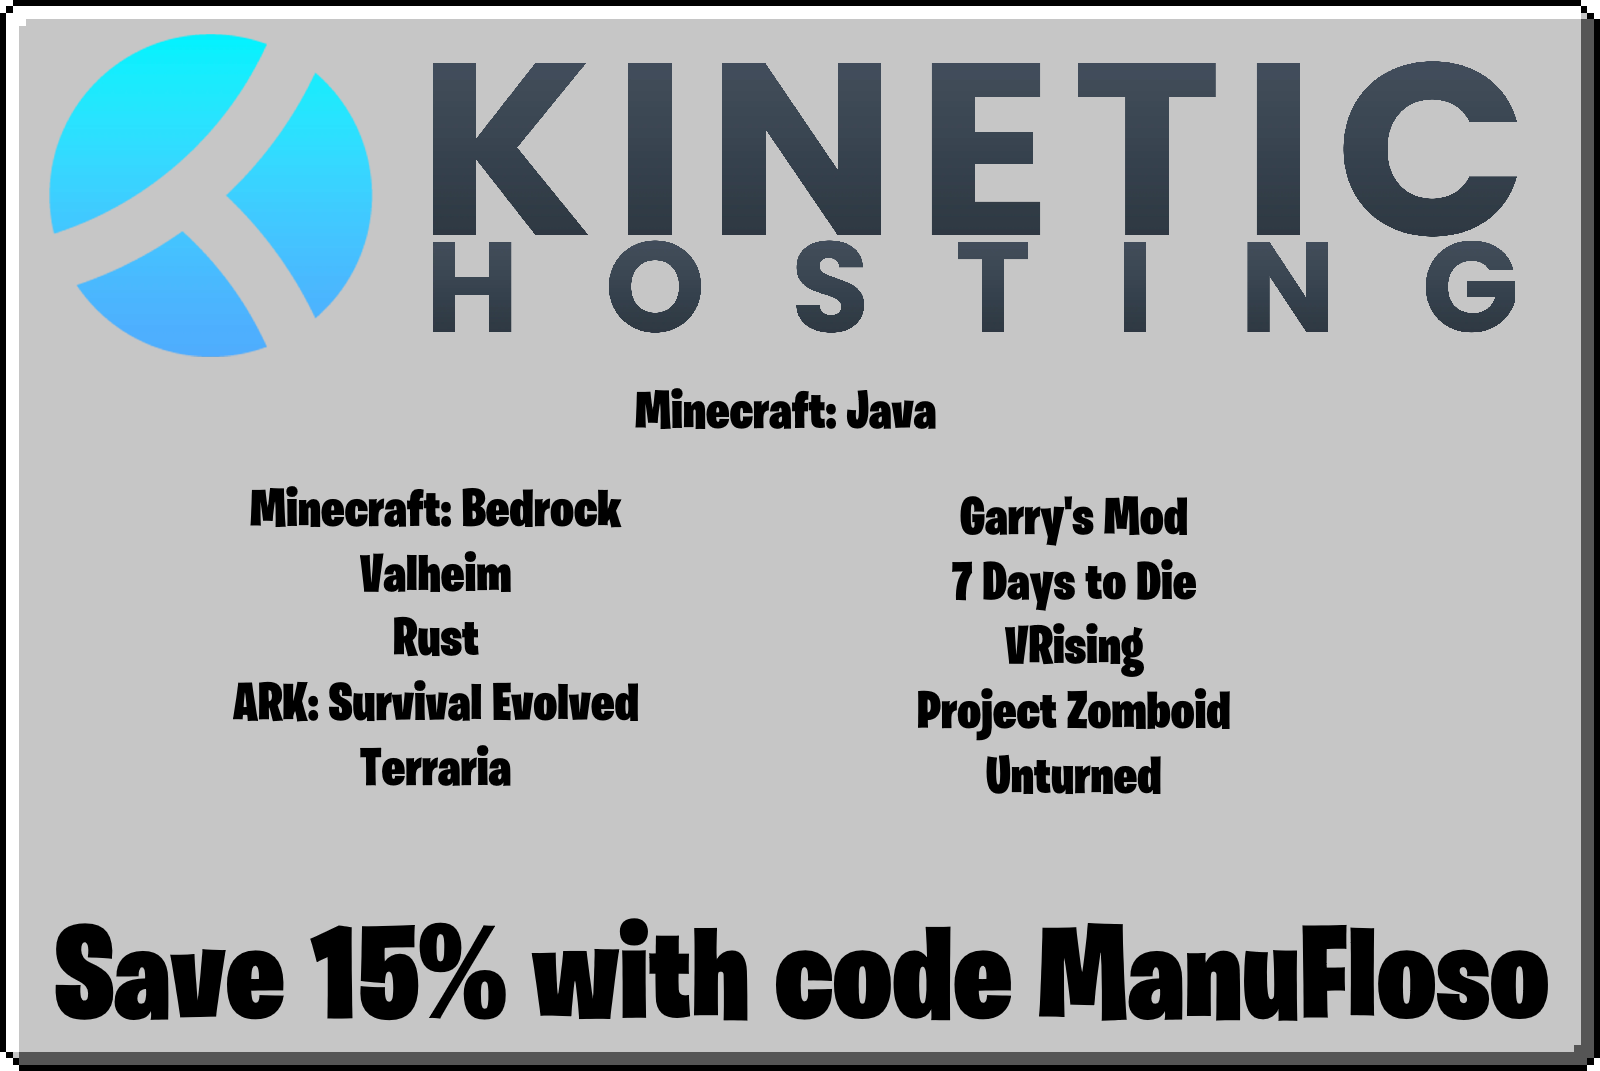 KINETIC
HOSTING
Minecraft: Java
Minecraft: Bedrock
Valheim
Rust
ARK: Survival Evolved
Terraria
Garry's Mod
7 Days to Die
VRising
Project Zomboid
Unturned
Save 15% with code ManuFloso